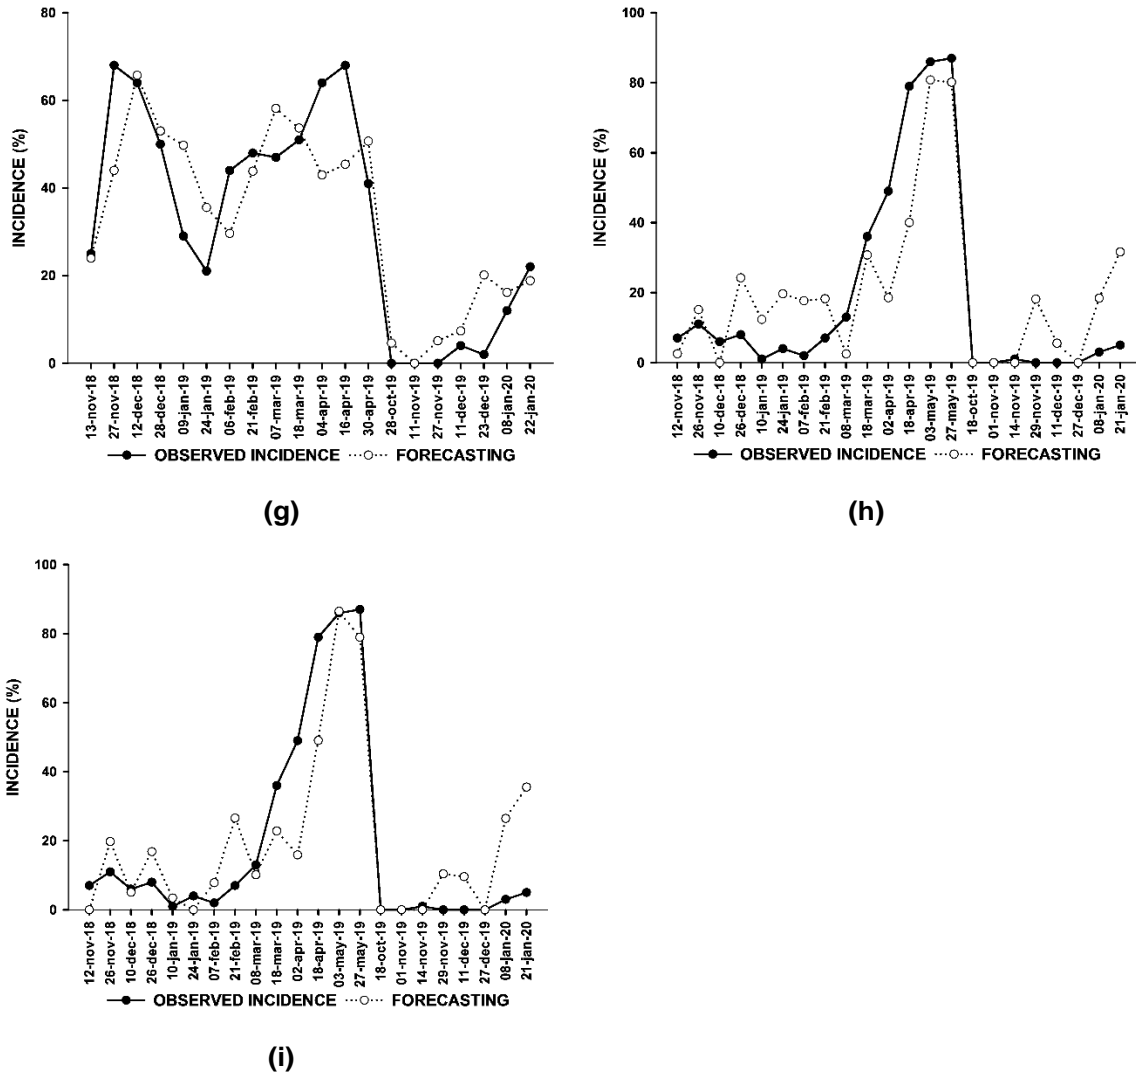 80
60
40
20
0
INCIDENCE (%)
13-nov-18
27-nov-18
12-dec-18
28-dec-18
09-jan-19
24-jan-19
06-feb-19
21-feb-19
07-mar-19
18-mar-19
04-apr-19
16-apr-19
30-apr-19
28-oct-19
11-nov-19
27-nov-19
11-dec-19
23-dec-19
08-jan-20
22-jan-20
OBSERVED INCIDENCE FORECASTING
(g)
100
80
60
40
20
0
INCIDENCE (%)
12-nov-18
26-nov-18
10-dec-18
26-dec-18
10-jan-19
24-jan-19
07-feb-19
21-feb-19
08-mar-19
18-mar-19
02-apr-19
18-apr-19
03-may-19
27-may-19
18-oct-19
01-nov-19
14-nov-19
29-nov-19
11-dec-19
27-dec-19
08-jan-20
21-jan-20
OBSERVED INCIDENCE FORECASTING
(h)
100
80
60
40
20
0
INCIDENCE (%)
12-nov-18
26-nov-18
10-dec-18
26-dec-18
10-jan-19
24-jan-19
07-feb-19
21-feb-19
08-mar-19
18-mar-19
02-apr-19
18-apr-19
03-may-19
27-may-19
18-oct-19
01-nov-19
14-nov-19
29-nov-19
11-dec-19
27-dec-19
08-jan-20
21-jan-20
OBSERVED INCIDENCE FORECASTING
(i)